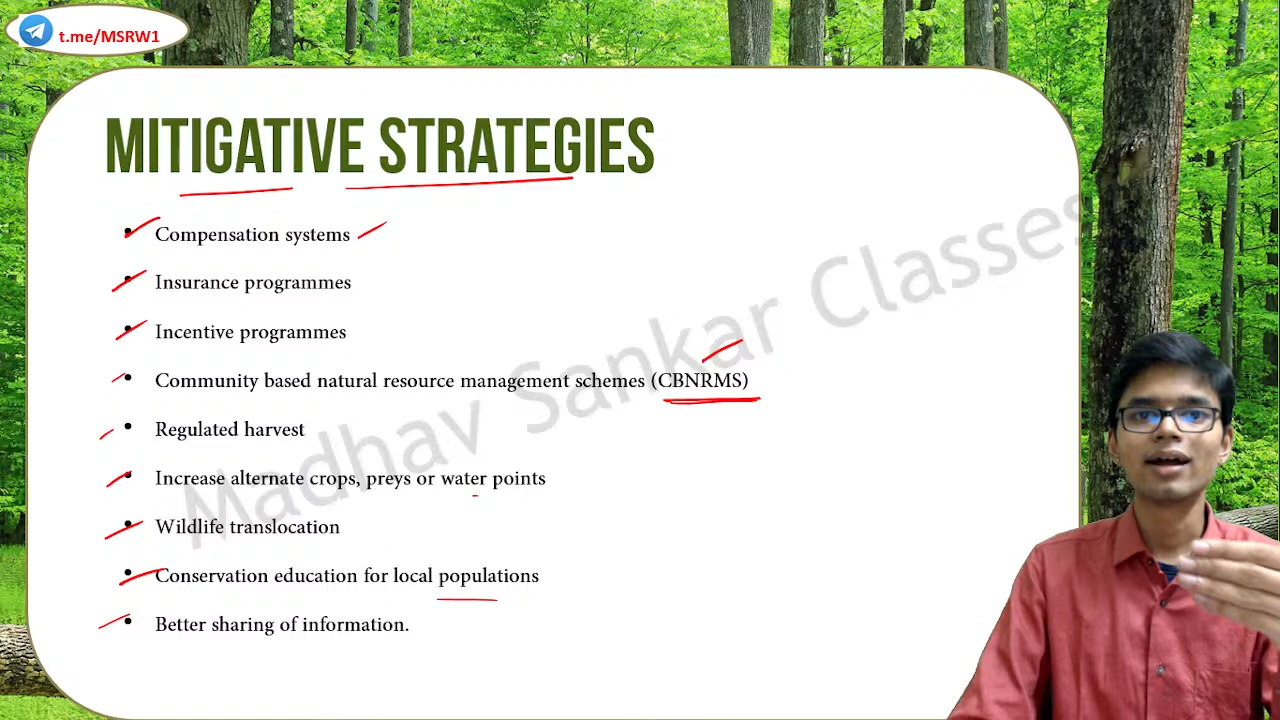 t.me/MSRW1
MITIGATIVE STRATEGIES
• Compensation systems
• Insurance programmes
• Incentive programmes
• Community based natural resource management schemes (CBNRMS)
• Regulated harvest
• Increase alternate crops, preys or water points
• Wildlife translocation
• Conservation education for local populations
• Better sharing of information.
Madhav Sankar Classes